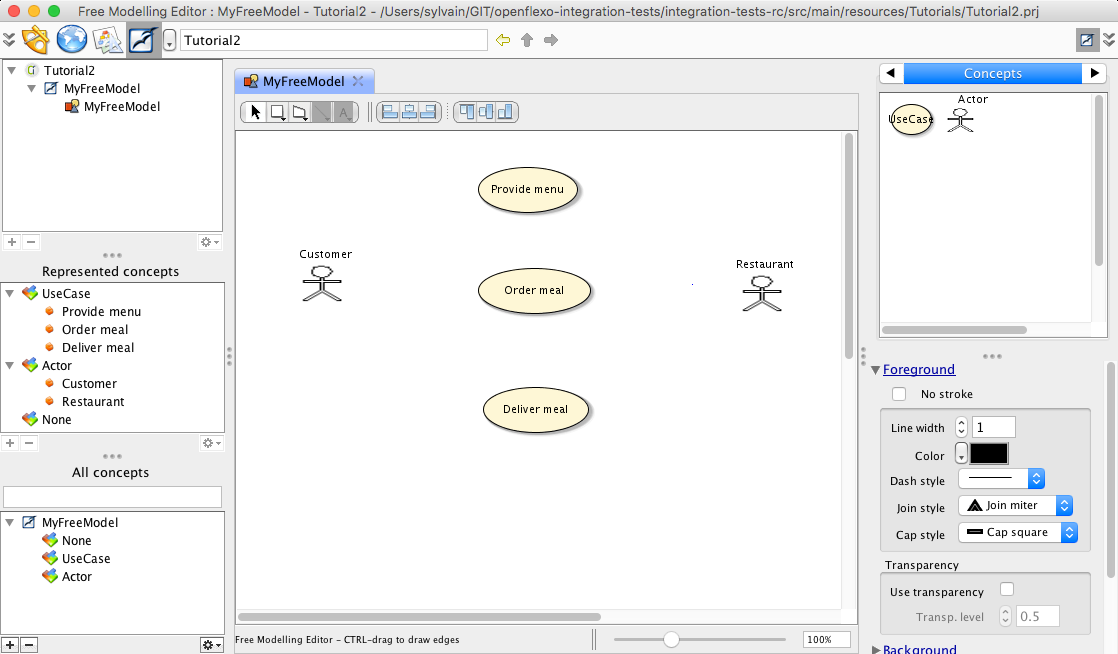 Free Modelling Editor : MyFreeModel - Tutorial2 - /Users/sylvain/GIT/openflexo-integration-tests/integration-tests-rc/src/main/resources/Tutorials/Tutorial2.prj
Tutorial2
Tutorial2
MyFreeModel
MyFreeModel
Represented concepts
UseCase
Provide menu
Order meal
Deliver meal
Actor
Customer
Restaurant
None
All concepts
MyFreeModel
None
UseCase
Actor
MyFreeModel
A
Provide menu
Customer
Order meal
Restaurant
Deliver meal
Free Modelling Editor - CTRL-drag to draw edges
100%
Concepts
UseCase
Actor
Foreground
No stroke
Line width 1
Color
Dash style
Join style Join miter
Cap style Cap square
Transparency
Use transparency
Transp. level 0.5
Background